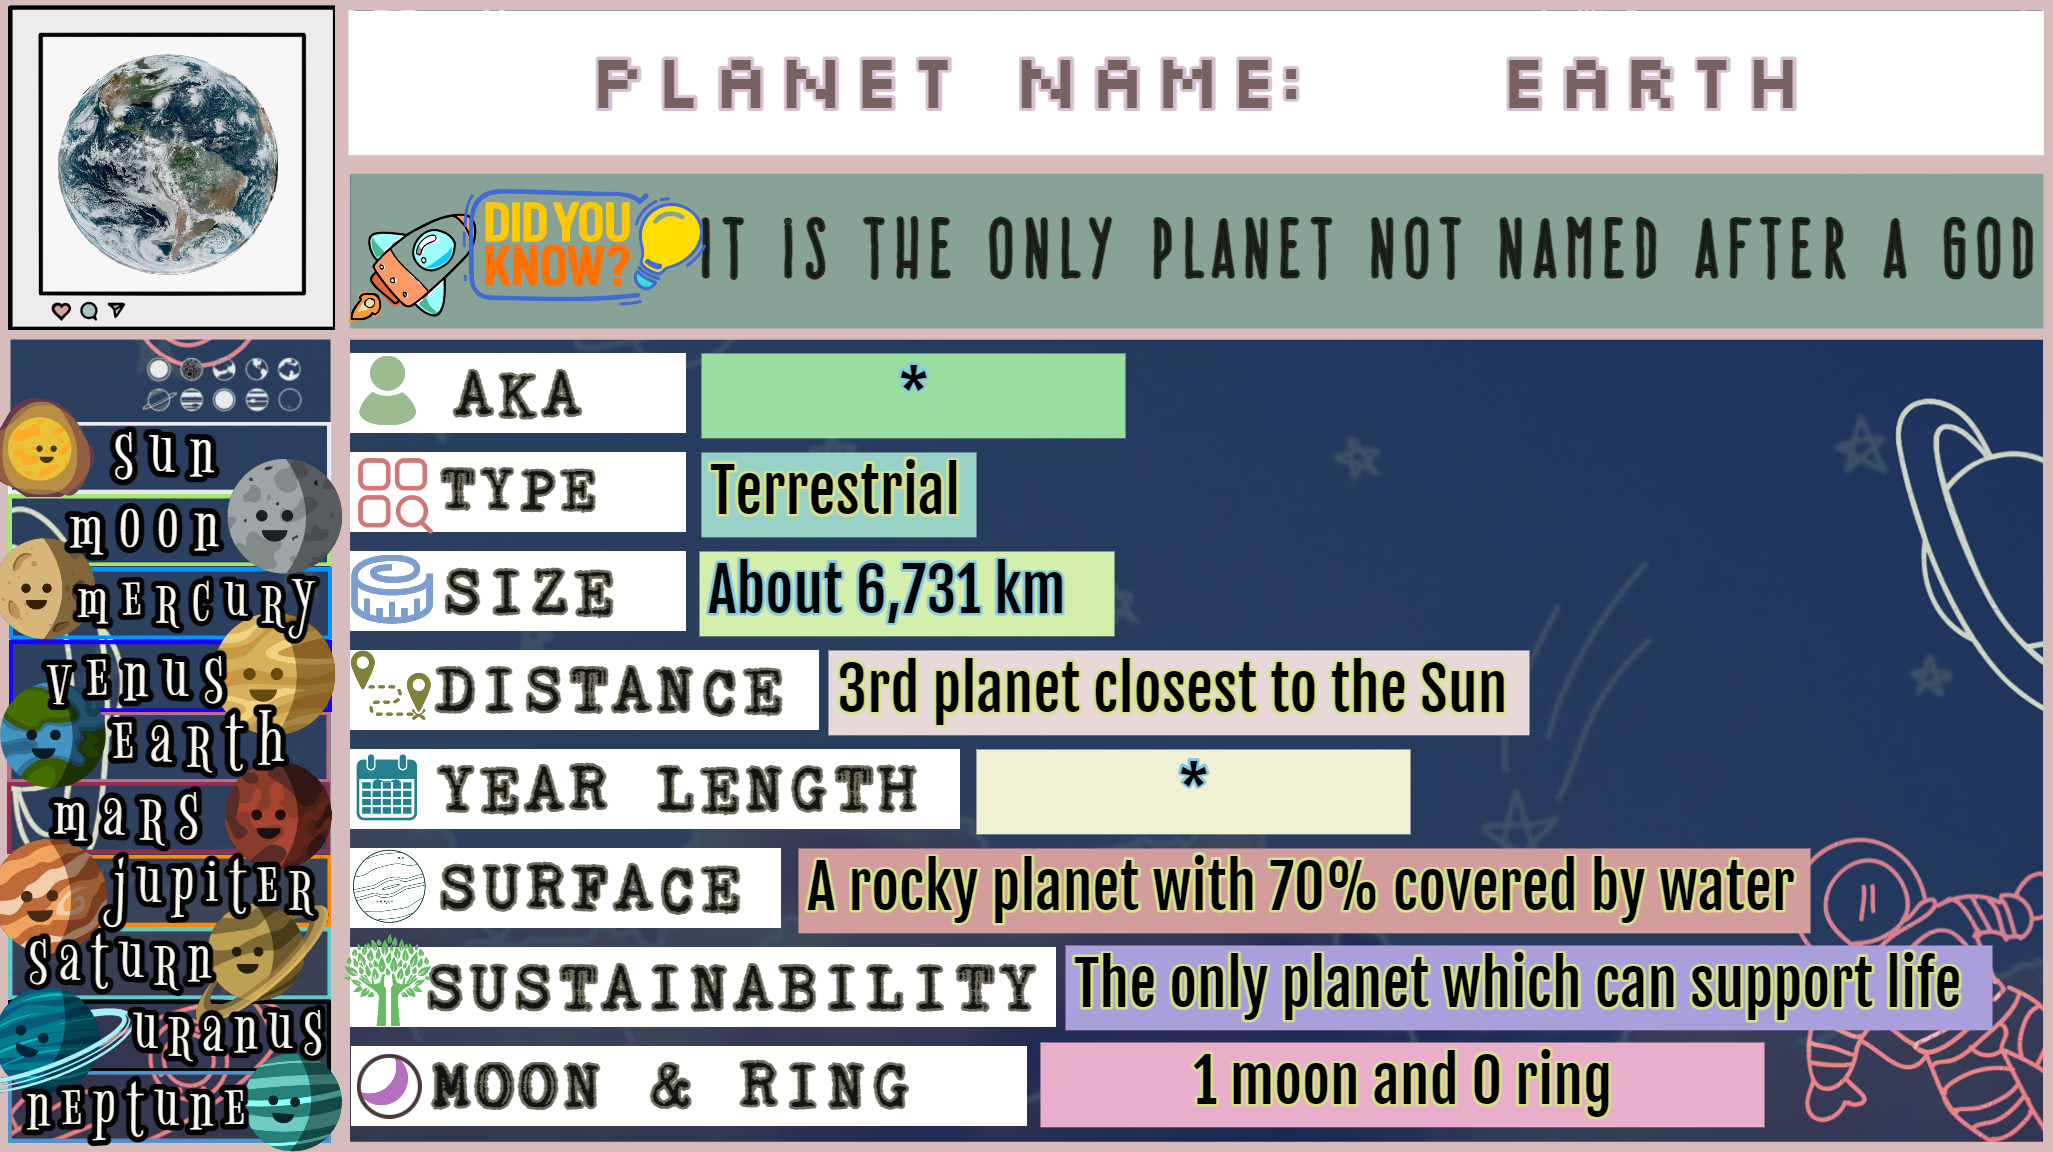 PLANET NAME: EARTH
DID YOU
KNOW?
IT IS THE ONLY PLANET NOT NAMED AFTER A GOD
AKA
*
TYPE
Terrestrial
SIZE
About 6,731 km
DISTANCE
3rd planet closest to the Sun
YEAR LENGTH
*
SURFACE
A rocky planet with 70% covered by water
SUSTAINABILITY
The only planet which can support life
MOON & RING
1 moon and 0 ring
sun
moon
mERcuRy
vEnus
EaRth
maRs
jupitER
satuRn
uRanus
nEptunE